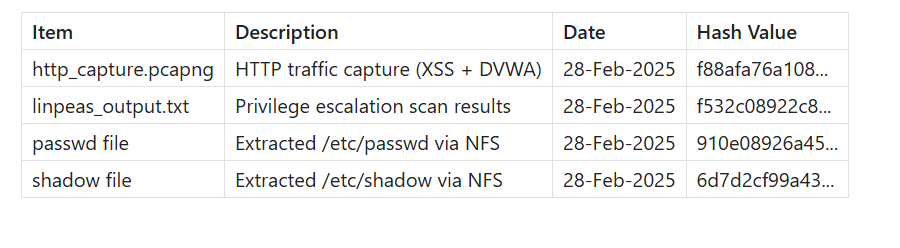 Item Description Date Hash Value
http_capture.pcapng HTTP traffic capture (XSS + DVWA) 28-Feb-2025 f88afa76a108...
linpeas_output.txt Privilege escalation scan results 28-Feb-2025 f532c08922c8...
passwd file Extracted /etc/passwd via NFS 28-Feb-2025 910e08926a45...
shadow file Extracted /etc/shadow via NFS 28-Feb-2025 6d7d2cf99a43...